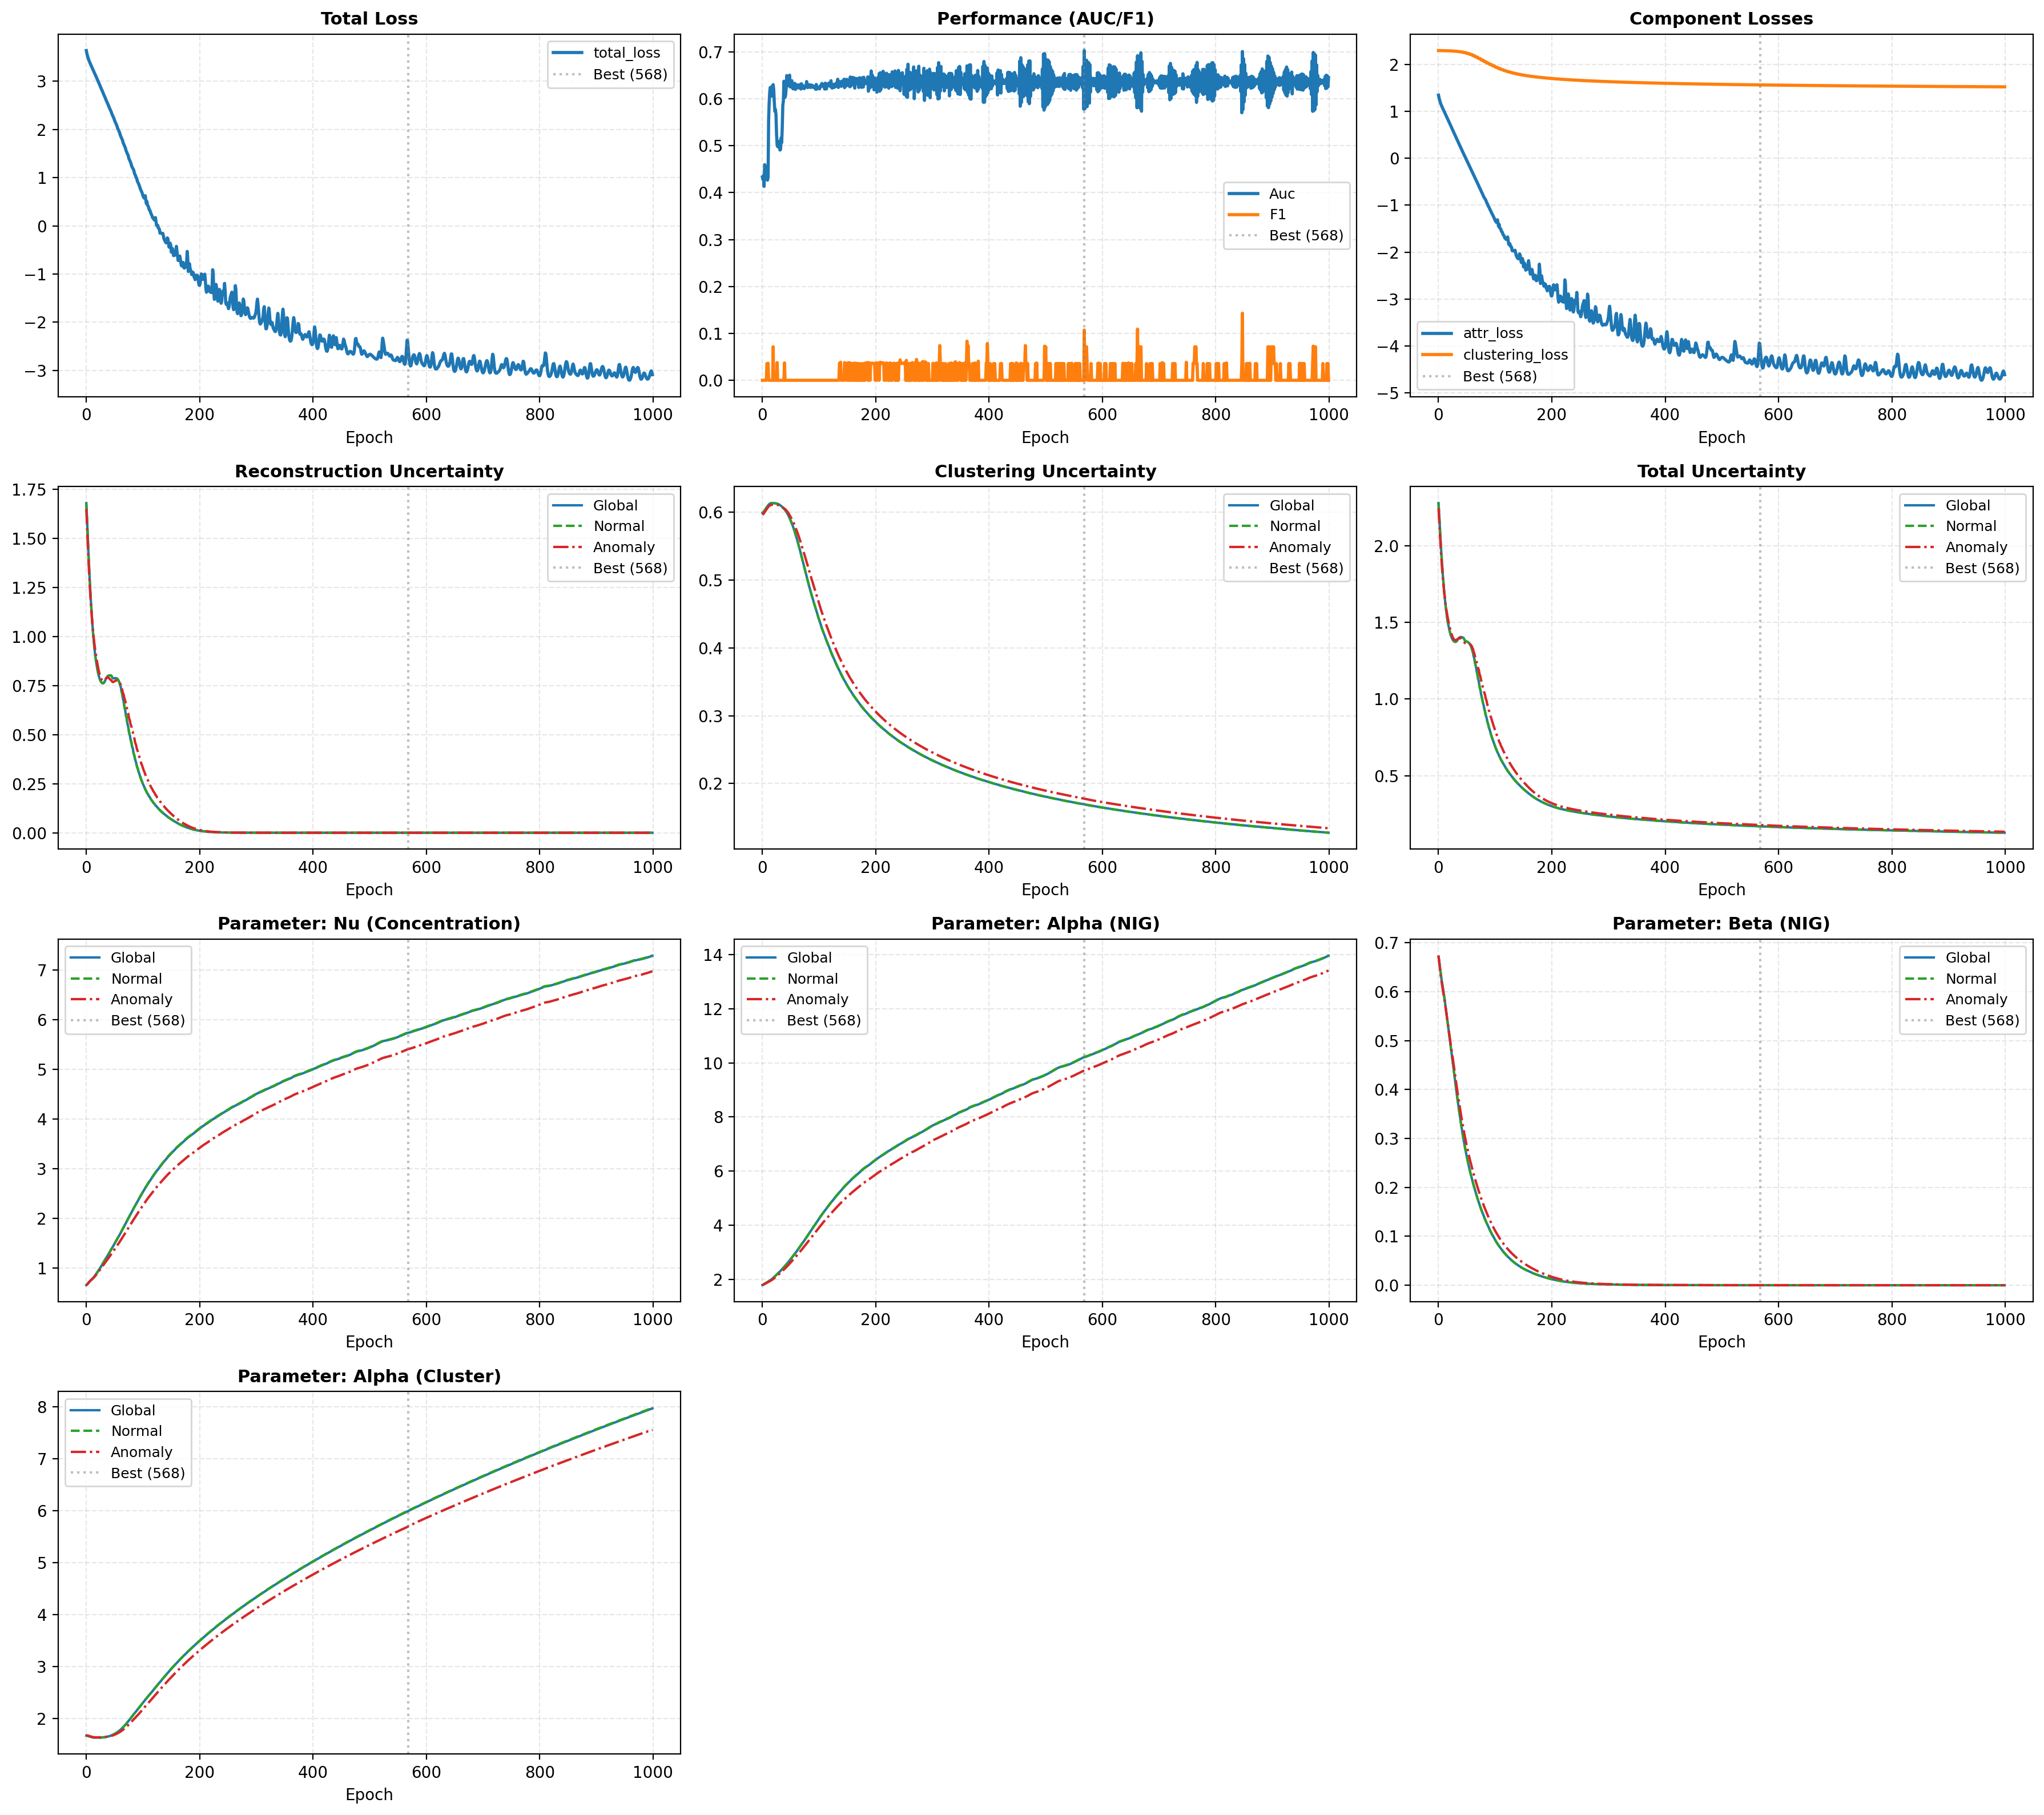 Total Loss
3
2
1
0
−1
−2
−3
total_loss
Best (568)
0 200 400 600 800 1000
Epoch
Performance (AUC/F1)
0.7
0.6
0.5
0.4
0.3
0.2
0.1
0.0
Auc
F1
Best (568)
0 200 400 600 800 1000
Epoch
Component Losses
2
1
0
−1
−2
−3
−4
−5
attr_loss
clustering_loss
Best (568)
0 200 400 600 800 1000
Epoch
Reconstruction Uncertainty
1.75
1.50
1.25
1.00
0.75
0.50
0.25
0.00
Global
Normal
Anomaly
Best (568)
0 200 400 600 800 1000
Epoch
Clustering Uncertainty
0.6
0.5
0.4
0.3
0.2
Global
Normal
Anomaly
Best (568)
0 200 400 600 800 1000
Epoch
Total Uncertainty
2.0
1.5
1.0
0.5
Global
Normal
Anomaly
Best (568)
0 200 400 600 800 1000
Epoch
Parameter: Nu (Concentration)
7
6
5
4
3
2
1
Global
Normal
Anomaly
Best (568)
0 200 400 600 800 1000
Epoch
Parameter: Alpha (NIG)
14
12
10
8
6
4
2
Global
Normal
Anomaly
Best (568)
0 200 400 600 800 1000
Epoch
Parameter: Beta (NIG)
0.7
0.6
0.5
0.4
0.3
0.2
0.1
0.0
Global
Normal
Anomaly
Best (568)
0 200 400 600 800 1000
Epoch
Parameter: Alpha (Cluster)
8
7
6
5
4
3
2
Global
Normal
Anomaly
Best (568)
0 200 400 600 800 1000
Epoch